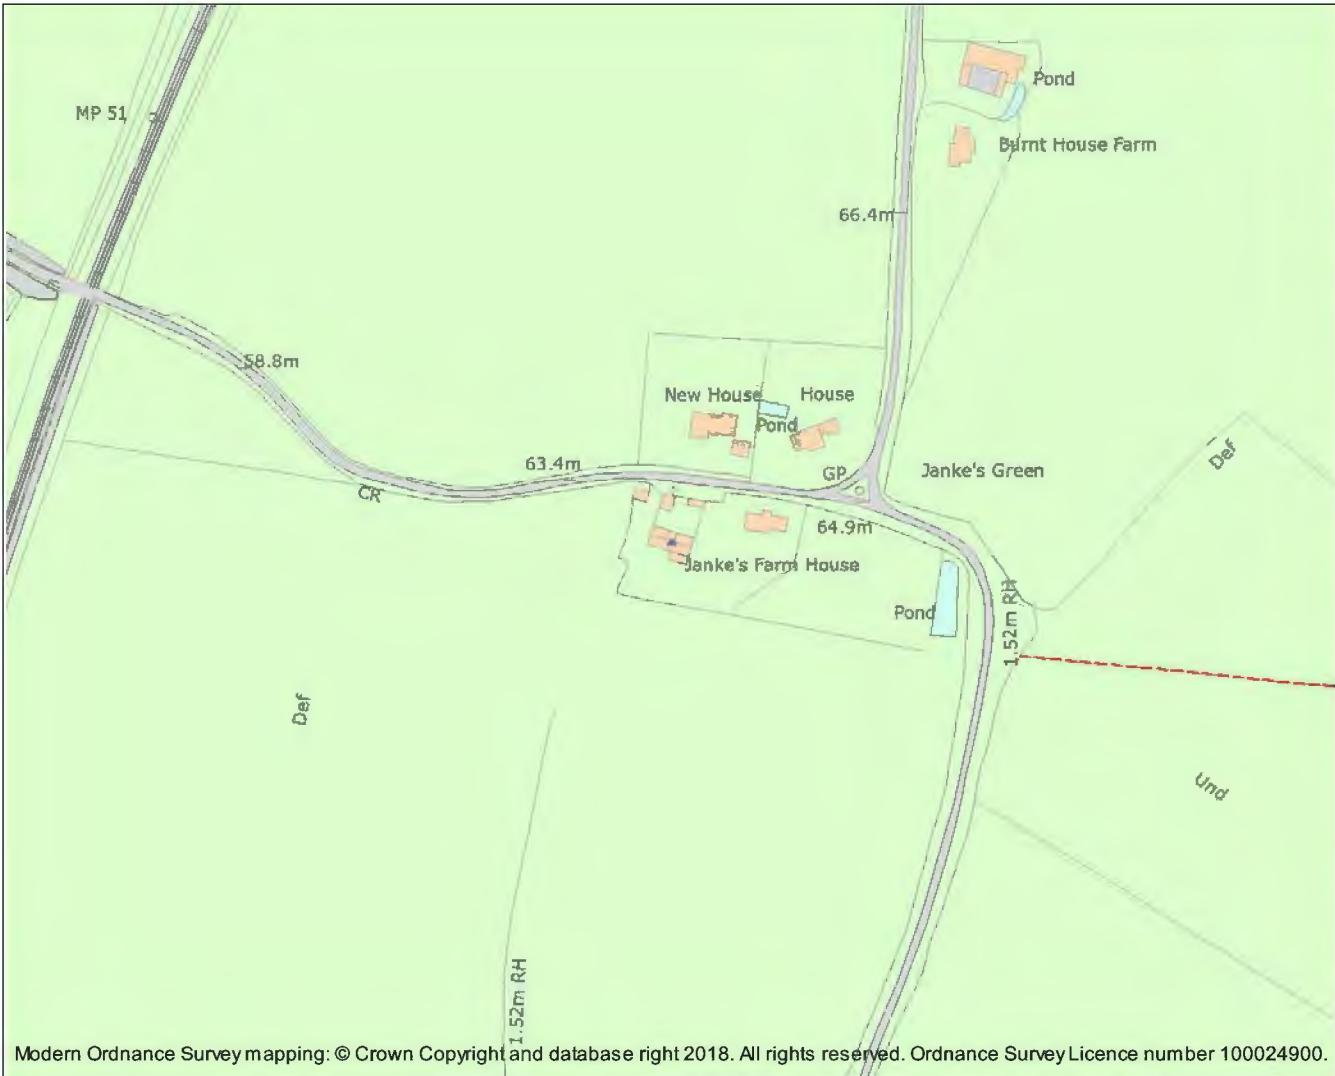 Pond
MP 51
Burnt House Farm
66.4m
58.8m
New House
House
Pond
Def
63.4m
GP
Janke's Green
CR
64.9m
Janke's Farm House
1.52m RH
Pond
Def
Und
1.52m RH
Modern Ordnance Survey mapping: © Crown Copyright and database right 2018. All rights reserved. Ordnance Survey Licence number 100024900.